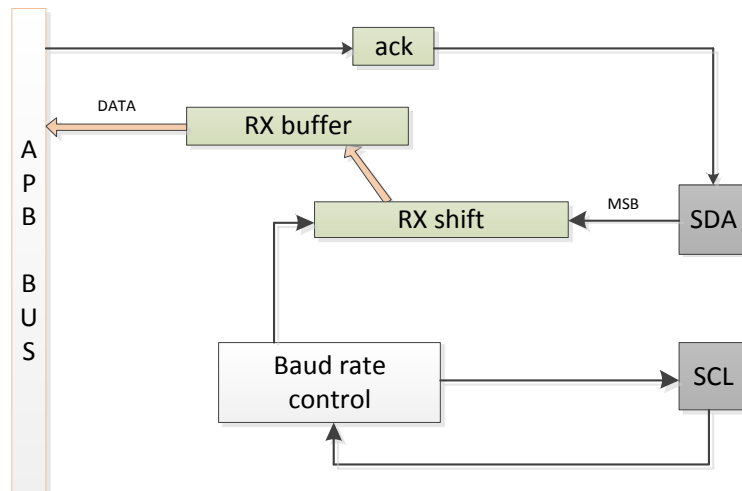 ack
DATA
RX buffer
A
P
B
B
U
S
MSB
RX shift
SDA
Baud rate
control
SCL